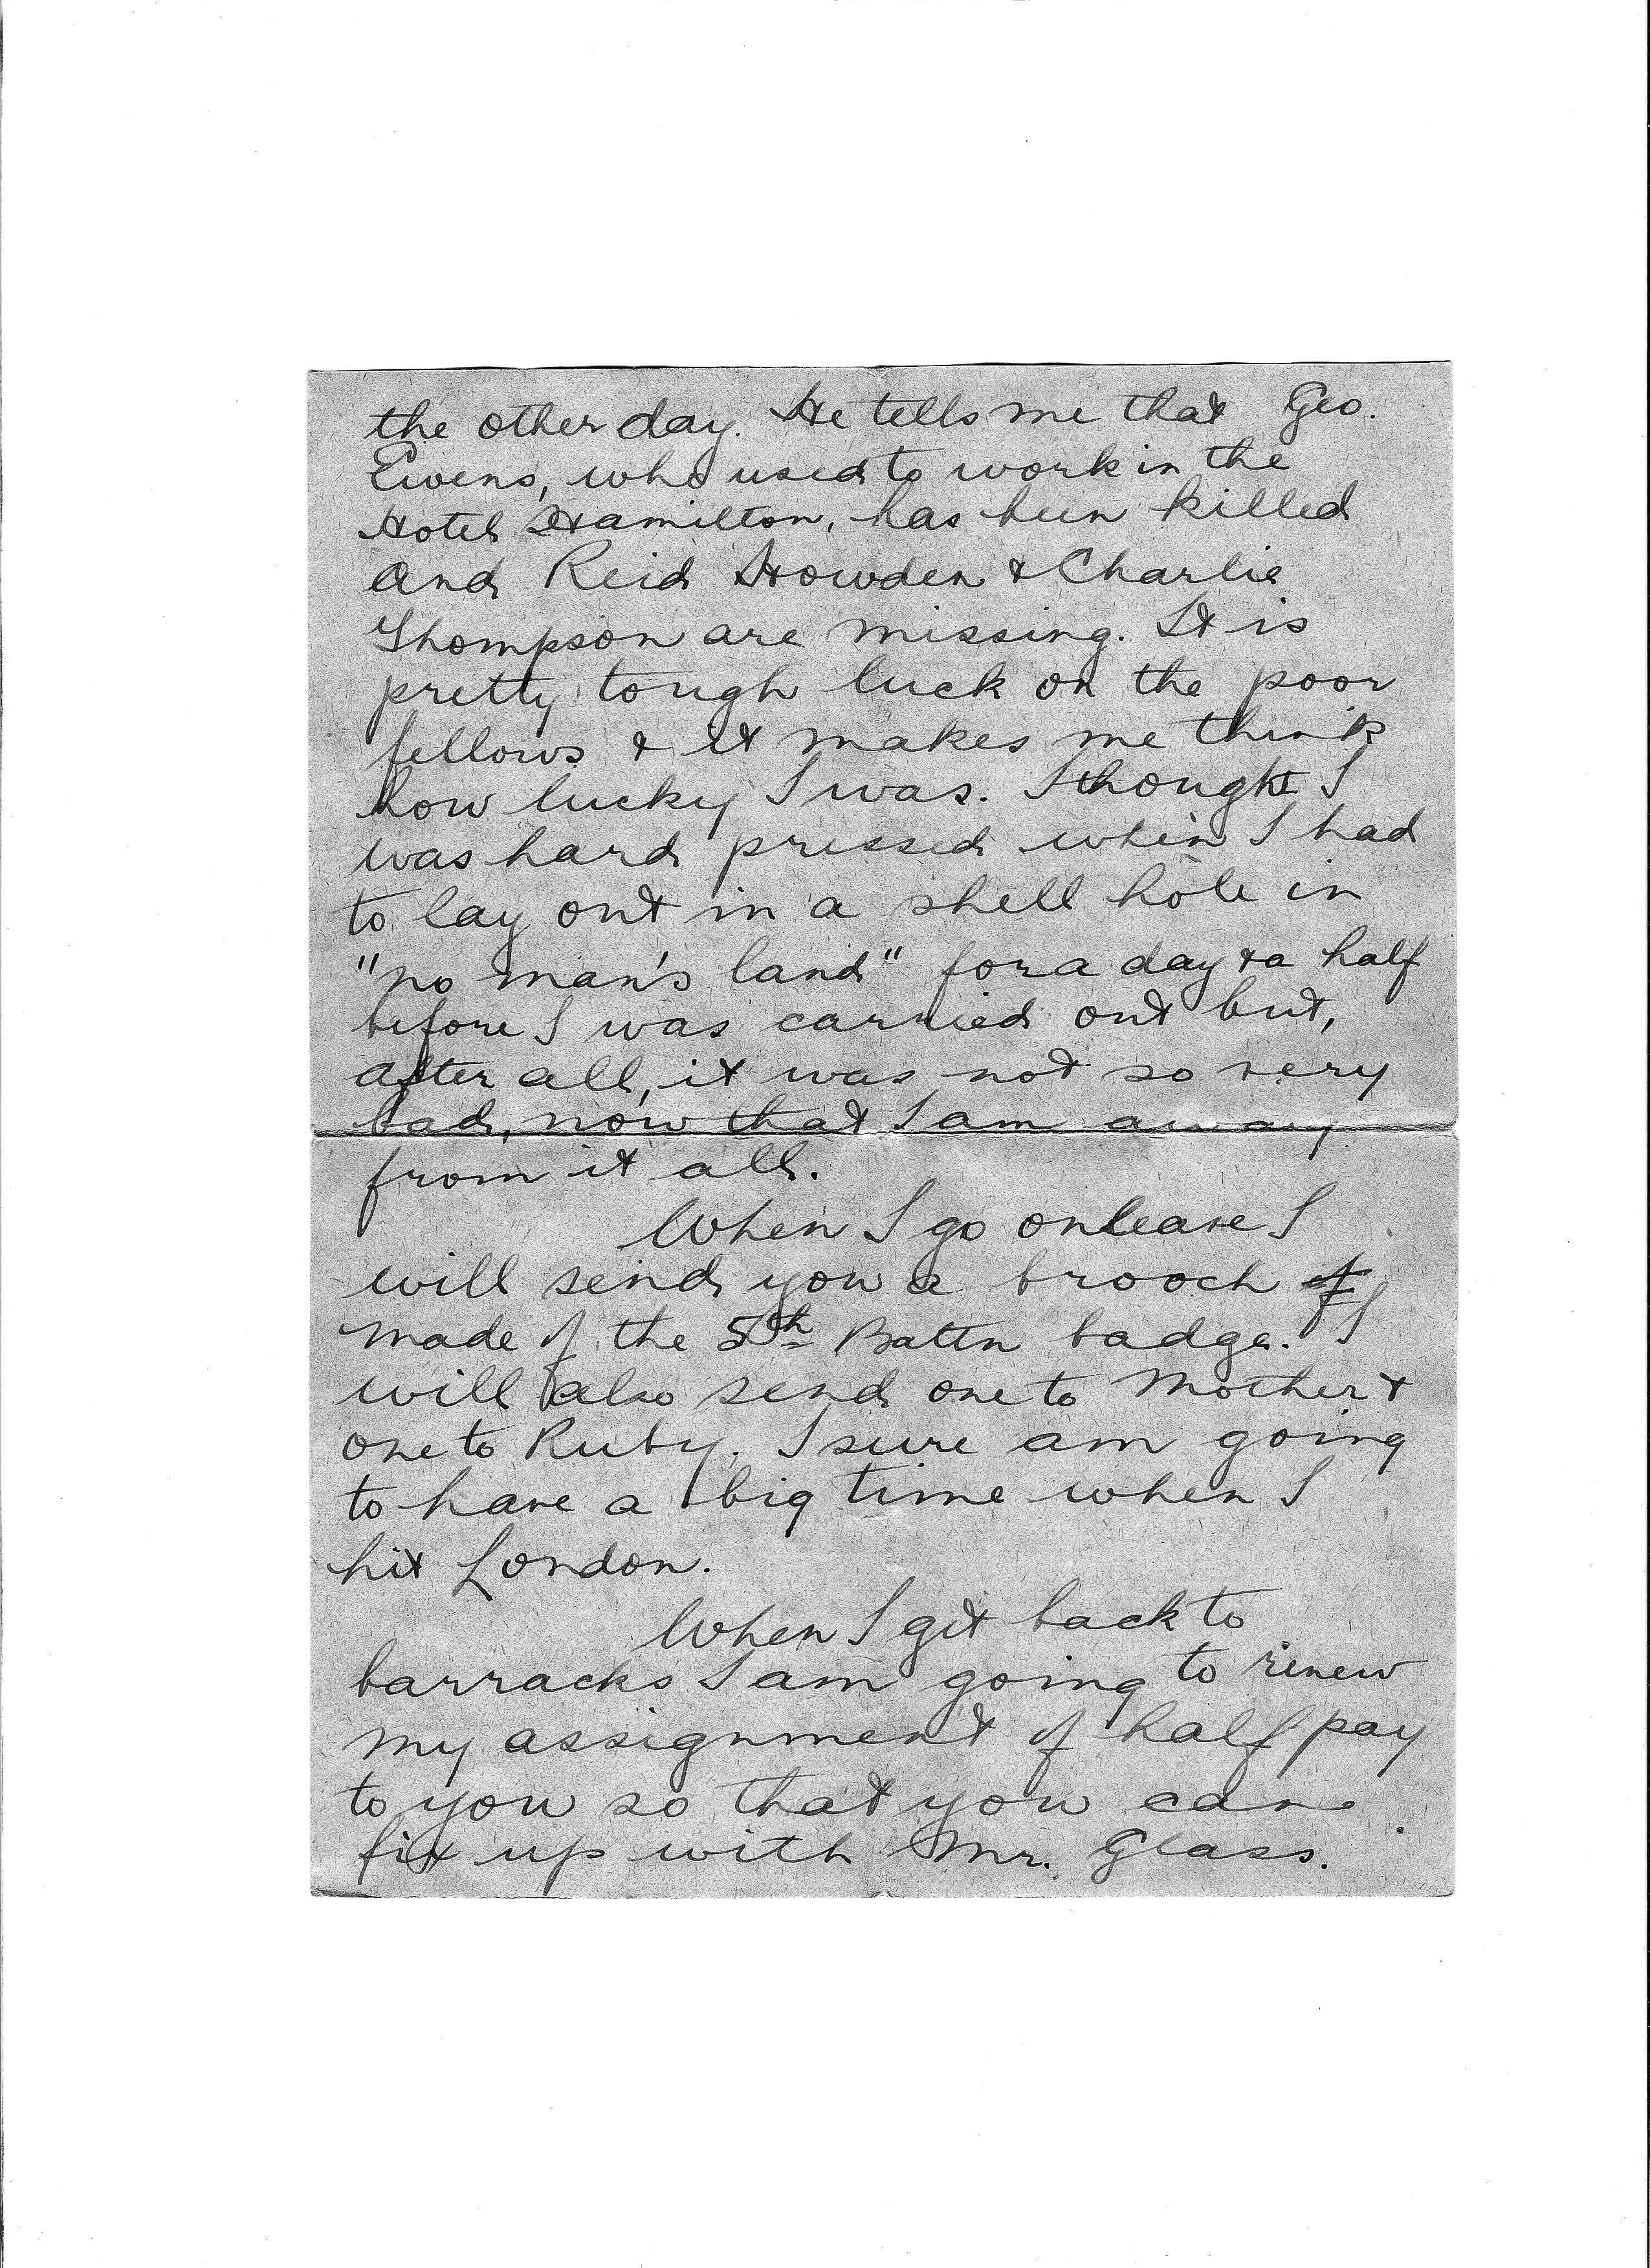 the other day. He tells me that Geo.
Ewens, who used to work in the
Hotel Hamilton, has been killed
and Reid Howden & Charlie
Thompson are missing. It is
pretty tough luck on the poor
fellows & it makes me think
how lucky I was. I thought I
was hard pressed when I had
to lay out in a shell hole in
"no man's land" for a day & a half
before I was carried out but,
after all, it was not so very
bad, now that I am away
from it all.
When I go on leave I
will send you a brooch of
made of the 5th Battn badge. I
will also send one to Mother &
one to Ruby. I sure am going
to have a big time when I
hit London.
When I get back to
barracks I am going to renew
my assignment of half pay
to you so that you can
fix up with Mr. Glass.